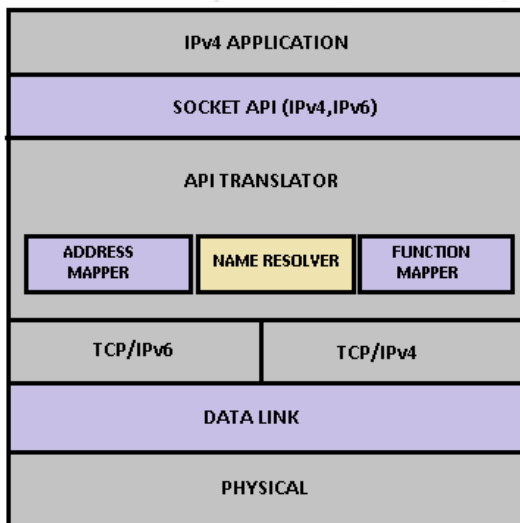 IPv4 APPLICATION
SOCKET API (IPv4,IPv6)
API TRANSLATOR
ADDRESS
MAPPER
NAME RESOLVER
FUNCTION
MAPPER
TCP/IPv6
TCP/IPv4
DATA LINK
PHYSICAL